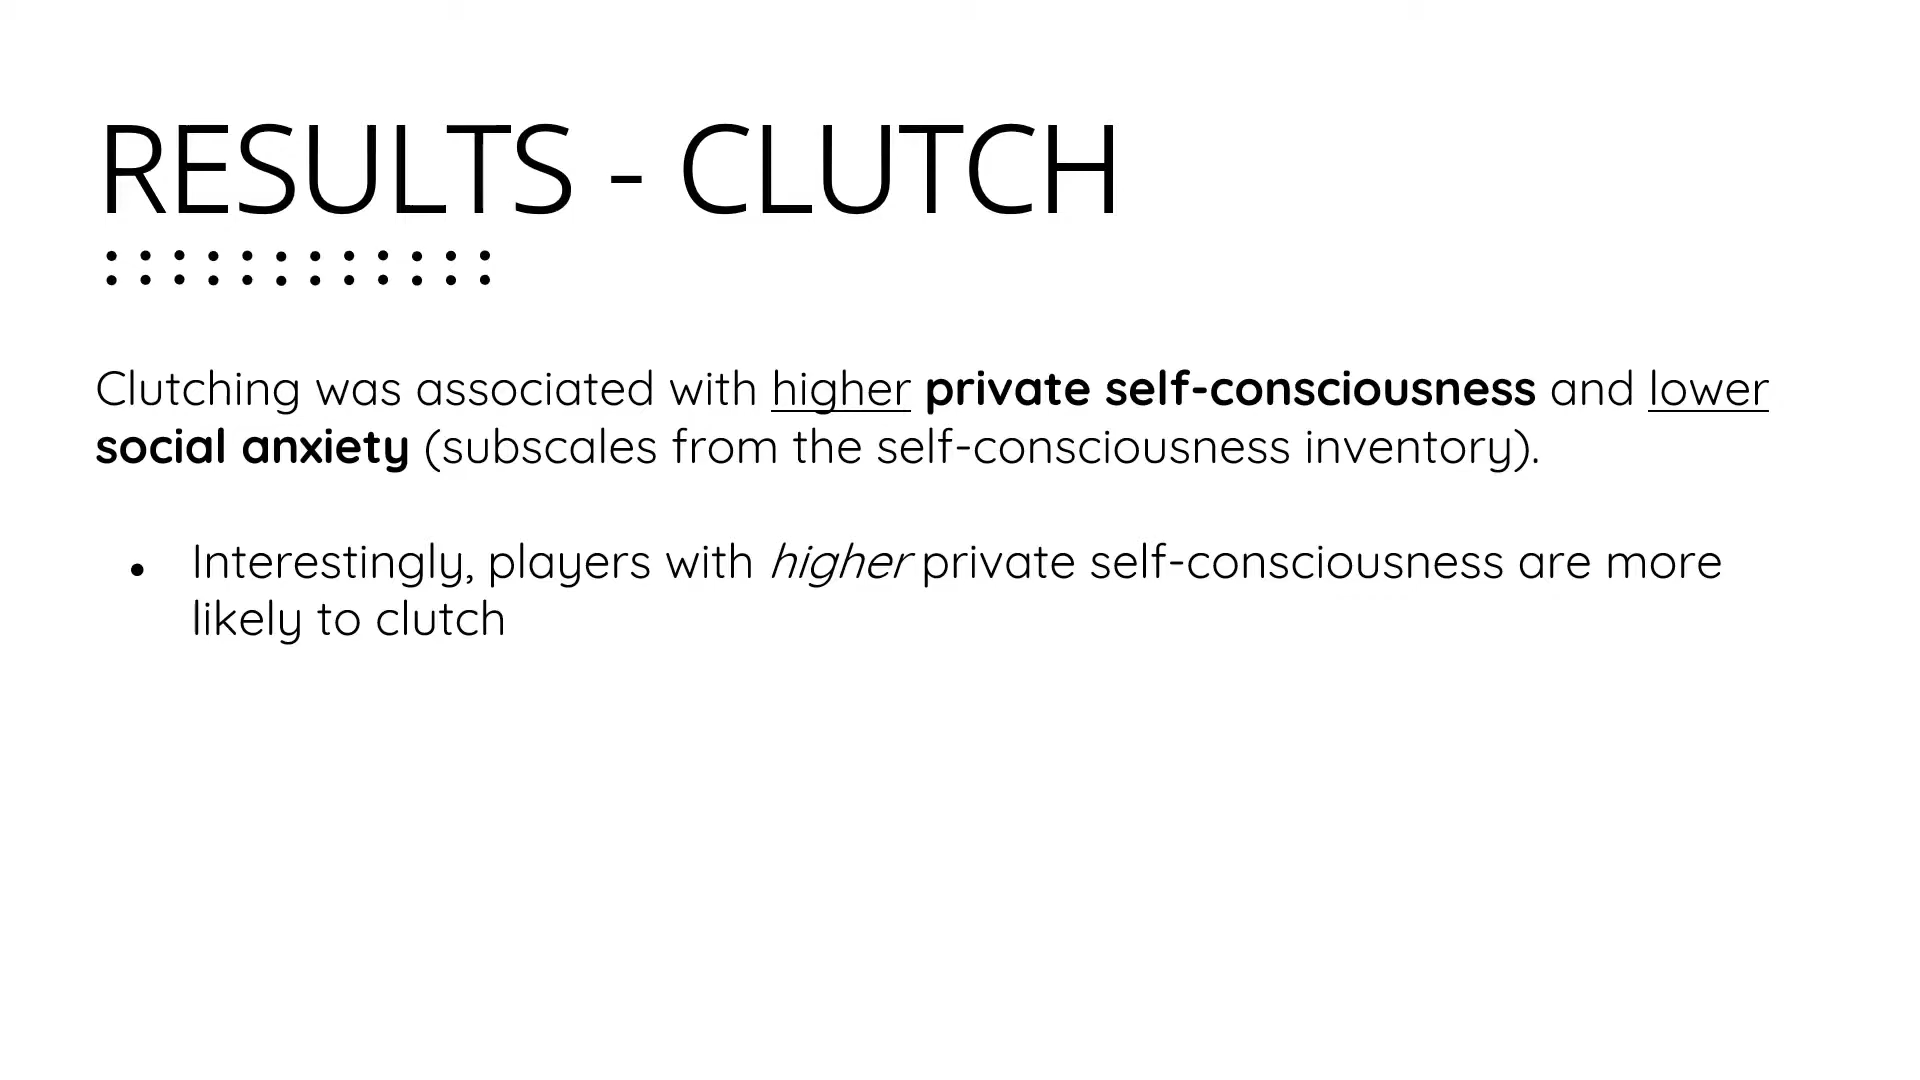 RESULTS - CLUTCH
Clutching was associated with higher private self-consciousness and lower
social anxiety (subscales from the self-consciousness inventory).
• Interestingly, players with higher private self-consciousness are more
likely to clutch